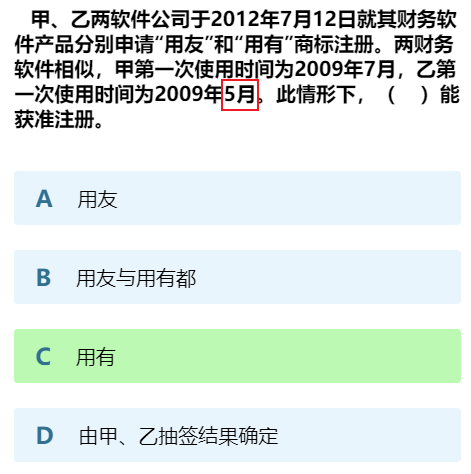 甲、乙两软件公司于2012年7月12日就其财务软
件产品分别申请“用友”和“用有”商标注册。两财务
软件相似，甲第一次使用时间为2009年7月，乙第
一次使用时间为2009年5月。此情形下，（ ）能
获准注册。
A 用友
B 用友与用有都
C 用有
D 由甲、乙抽签结果确定